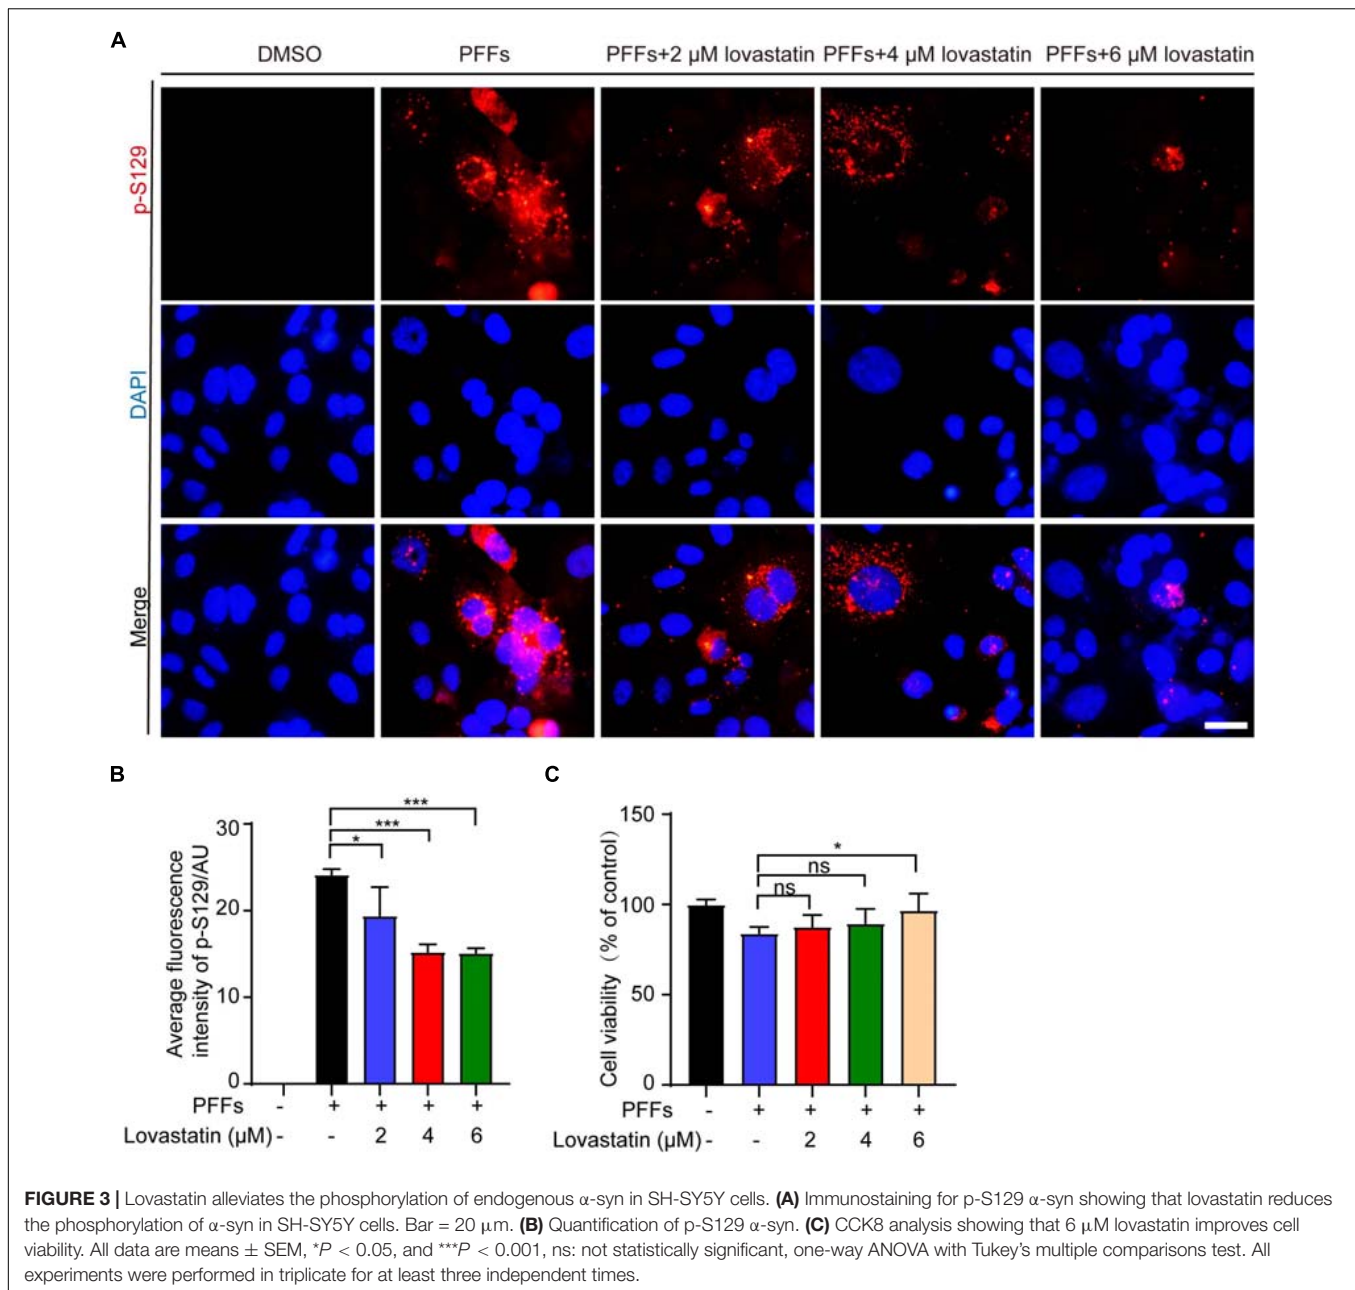 A
DMSO PFFs PFFs+2 μM lovastatin PFFs+4 μM lovastatin PFFs+6 μM lovastatin
p-S129
DAPI
Merge
B
Average fluorescence
intensity of p-S129/AU
30
20
10
0
*
***
***
PFFs - + + + +
Lovastatin (μM) - - 2 4 6
C
Cell viability (% of control)
150
100
50
0
ns
ns
*
PFFs - + + + +
Lovastatin (μM) - - 2 4 6
FIGURE 3 | Lovastatin alleviates the phosphorylation of endogenous α-syn in SH-SY5Y cells. (A) Immunostaining for p-S129 α-syn showing that lovastatin reduces
the phosphorylation of α-syn in SH-SY5Y cells. Bar = 20 μm. (B) Quantification of p-S129 α-syn. (C) CCK8 analysis showing that 6 μM lovastatin improves cell
viability. All data are means ± SEM, *P < 0.05, and ***P < 0.001, ns: not statistically significant, one-way ANOVA with Tukey's multiple comparisons test. All
experiments were performed in triplicate for at least three independent times.